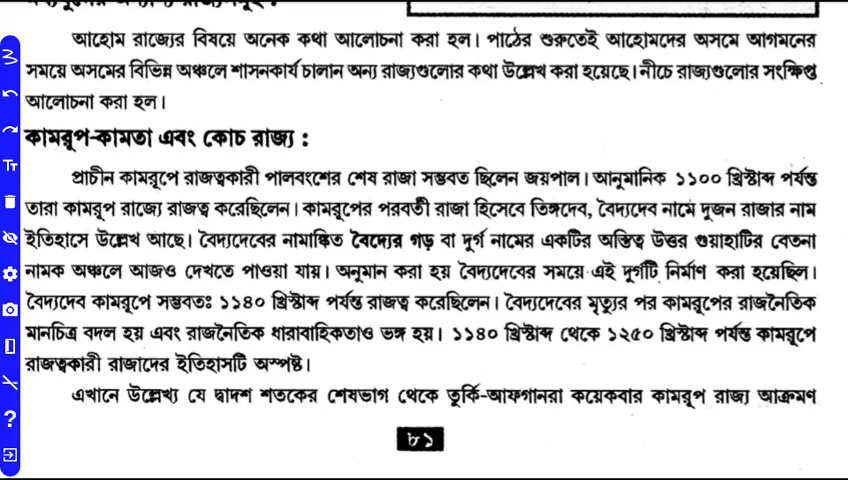 আহোম রাজ্যের বিষয়ে অনেক কথা আলোচনা করা হল। পাঠের শুরুতেই আহোমদের অসমে আগমনের
সময়ে অসমের বিভিন্ন অঞ্চলে শাসনকার্য চালান অন্য রাজ্যগুলোর কথা উল্লেখ করা হয়েছে। নীচে রাজ্যগুলোর সংক্ষিপ্ত
আলোচনা করা হল।
কামরূপ-কামতা এবং কোচ রাজ্য :
প্রাচীন কামরূপে রাজত্বকারী পালবংশের শেষ রাজা সম্ভবত ছিলেন জয়পাল। আনুমানিক ১১০০ খ্রিস্টাব্দ পর্যন্ত
তারা কামরূপ রাজ্যে রাজত্ব করেছিলেন। কামরূপের পরবর্তী রাজা হিসেবে তিঙ্গদেব, বৈদ্যদেব নামে দুজন রাজার নাম
ইতিহাসে উল্লেখ আছে। বৈদ্যদেবের নামাঙ্কিত বৈদ্যের গড় বা দুর্গ নামের একটির অস্তিত্ব উত্তর গুয়াহাটির বেতনা
নামক অঞ্চলে আজও দেখতে পাওয়া যায়। অনুমান করা হয় বৈদ্যদেবের সময়ে এই দুর্গটি নির্মাণ করা হয়েছিল।
বৈদ্যদেব কামরূপে সম্ভবতঃ ১১৪০ খ্রিস্টাব্দ পর্যন্ত রাজত্ব করেছিলেন। বৈদ্যদেবের মৃত্যুর পর কামরূপের রাজনৈতিক
মানচিত্র বদল হয় এবং রাজনৈতিক ধারাবাহিকতাও ভঙ্গ হয়। ১১৪০ খ্রিস্টাব্দ থেকে ১২৫০ খ্রিস্টাব্দ পর্যন্ত কামরূপে
রাজত্বকারী রাজাদের ইতিহাসটি অস্পষ্ট।
এখানে উল্লেখ্য যে দ্বাদশ শতকের শেষভাগ থেকে তুর্কি-আফগানরা কয়েকবার কামরূপ রাজ্য আক্রমণ
৮১